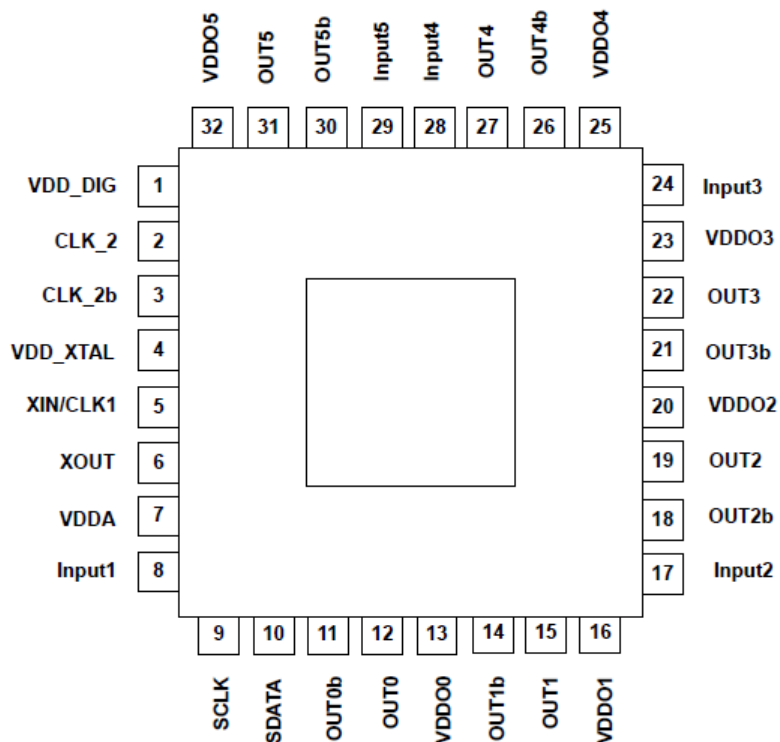 VDDO5 OUT5 OUT5b Input5 Input4 OUT4 OUT4b VDDO4
32 31 30 29 28 27 26 25
VDD_DIG 1
CLK_2 2
CLK_2b 3
VDD_XTAL 4
XIN/CLK1 5
XOUT 6
VDDA 7
Input1 8
24 Input3
23 VDDO3
22 OUT3
21 OUT3b
20 VDDO2
19 OUT2
18 OUT2b
17 Input2
9 10 11 12 13 14 15 16
SCLK SDATA OUT0b OUT0 VDDO0 OUT1b OUT1 VDDO1